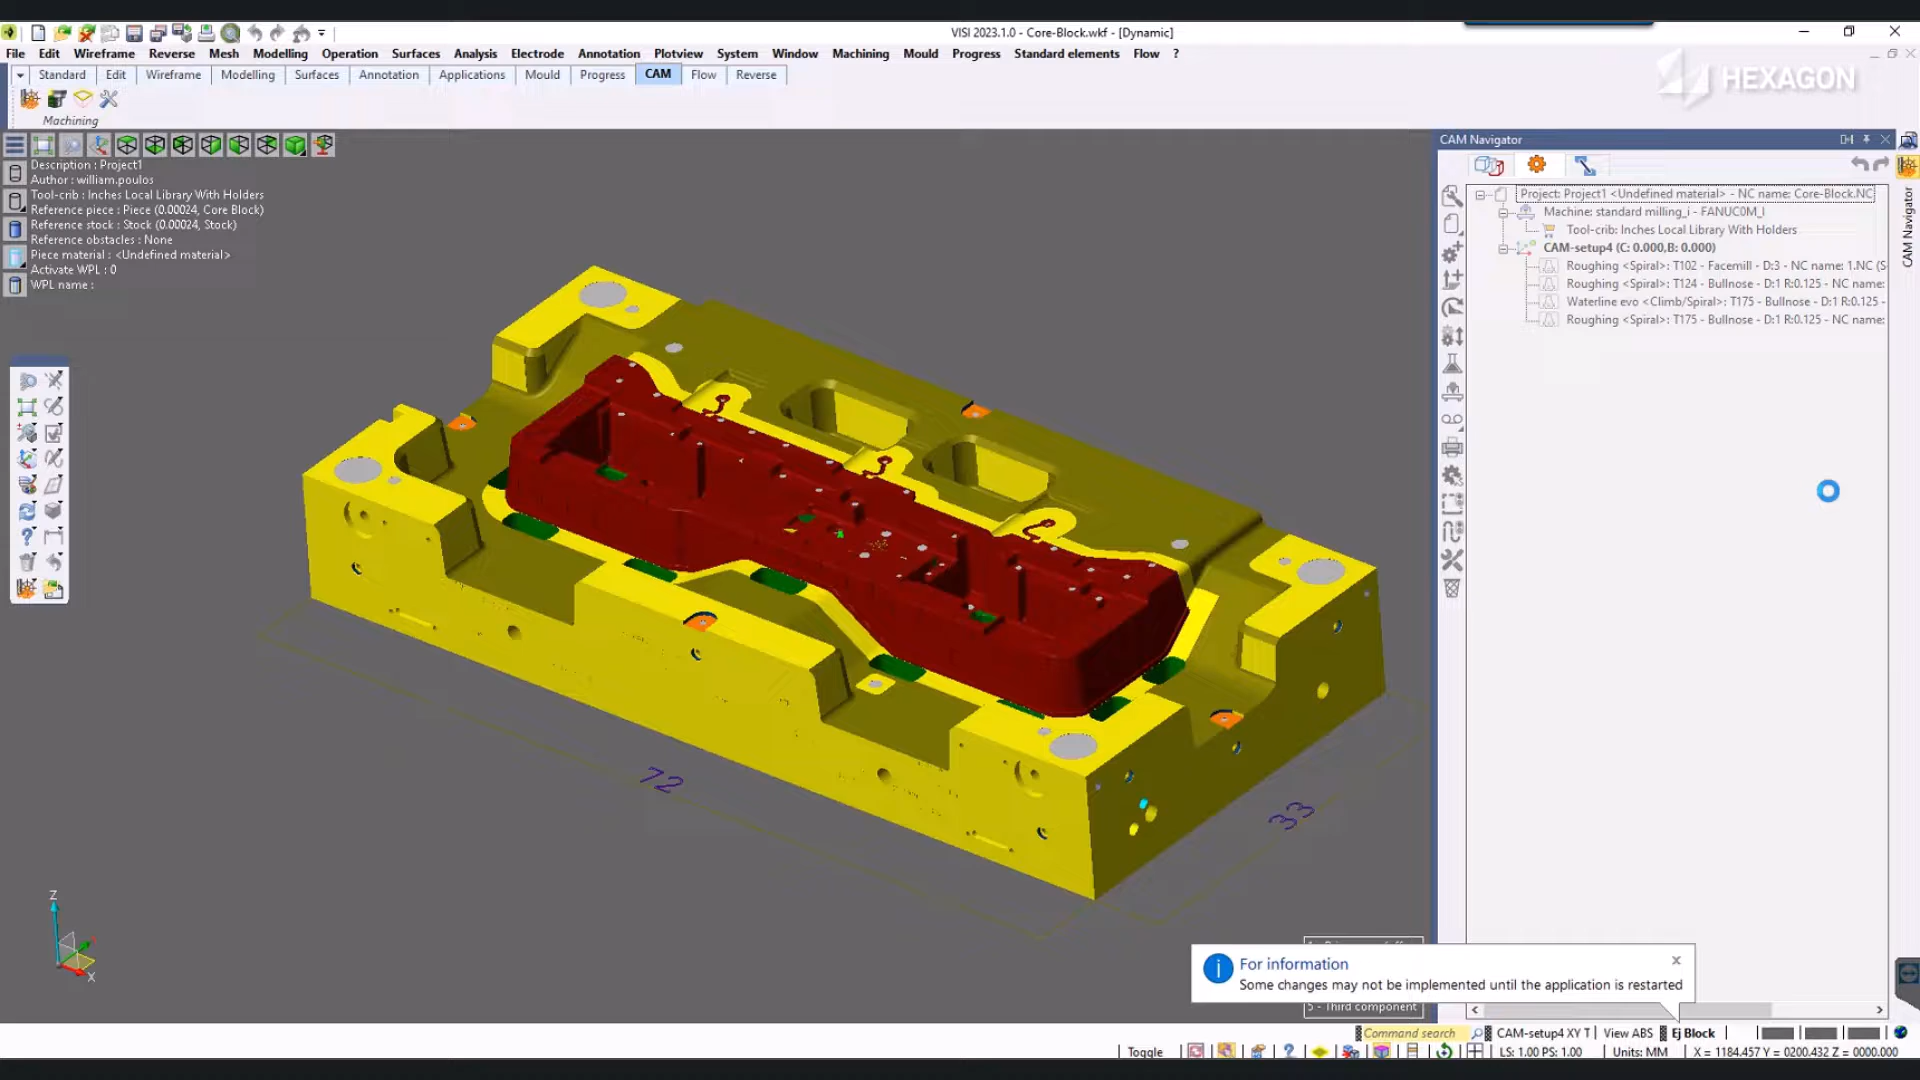 VISI 2023.1.0 - Core-Block.wkf - [Dynamic]
File Edit Wireframe Reverse Mesh Modelling Operation Surfaces Analysis Electrode Annotation Plotview System Window Machining Mould Progress Standard elements Flow ?
Standard Edit Wireframe Modelling Surfaces Annotation Applications Mould Progress CAM Flow Reverse
HEXAGON
Machining
CAM Navigator
Description : Project1
Author : william.poulos
Tool-crib : Inches Local Library With Holders
Reference piece : Piece (0.00024, Core Block)
Reference stock : Stock (0.00024, Stock)
Reference obstacles : None
Piece material : <Undefined material>
Activate WPL : 0
WPL name :
Project: Project1 <Undefined material> - NC name: Core-Block.NC
Machine: standard milling_i - FANUC0M_I
Tool-crib: Inches Local Library With Holders
CAM-setup4 (C: 0.000,B: 0.000)
Roughing <Spiral>: T102 - Facemill - D:3 - NC name: 1.NC (S
Roughing <Spiral>: T124 - Bullnose - D:1 R:0.125 - NC name:
Waterline evo <Climb/Spiral>: T175 - Bullnose - D:1 R:0.125 -
Roughing <Spiral>: T175 - Bullnose - D:1 R:0.125 - NC name:
CAM Navigator
72
33
Z
X
For information
Some changes may not be implemented until the application is restarted
5 - Third component
Command search CAM-setup4 XY T View ABS Ej Block
Toggle LS: 1.00 PS: 1.00 Units: MM X = 1184.457 Y = 0200.432 Z = 0000.000